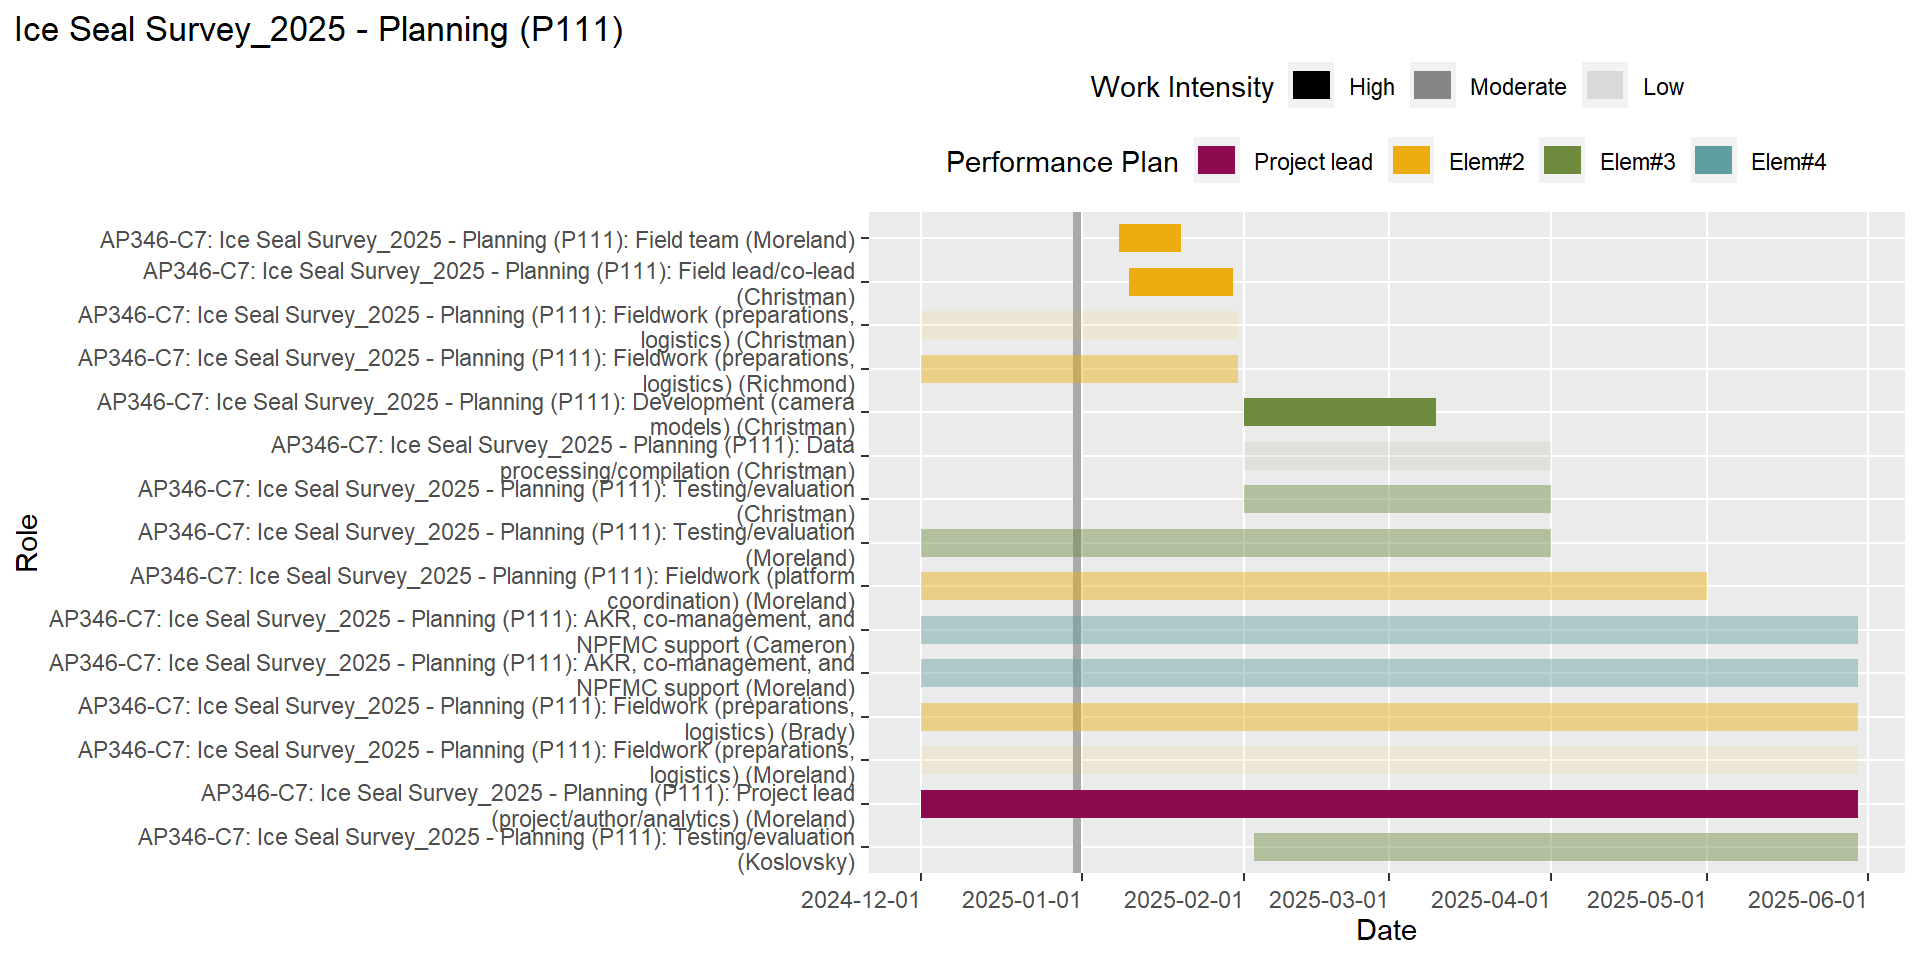 Ice Seal Survey_2025 - Planning (P111)
Work Intensity High Moderate Low
Performance Plan Project lead Elem#2 Elem#3 Elem#4
AP346-C7: Ice Seal Survey_2025 - Planning (P111): Field team (Moreland)
AP346-C7: Ice Seal Survey_2025 - Planning (P111): Field lead/co-lead
(Christman)
AP346-C7: Ice Seal Survey_2025 - Planning (P111): Fieldwork (preparations,
logistics) (Christman)
AP346-C7: Ice Seal Survey_2025 - Planning (P111): Fieldwork (preparations,
logistics) (Richmond)
AP346-C7: Ice Seal Survey_2025 - Planning (P111): Development (camera
models) (Christman)
AP346-C7: Ice Seal Survey_2025 - Planning (P111): Data
processing/compilation (Christman)
AP346-C7: Ice Seal Survey_2025 - Planning (P111): Testing/evaluation
(Christman)
AP346-C7: Ice Seal Survey_2025 - Planning (P111): Testing/evaluation
(Moreland)
AP346-C7: Ice Seal Survey_2025 - Planning (P111): Fieldwork (platform
coordination) (Moreland)
AP346-C7: Ice Seal Survey_2025 - Planning (P111): AKR, co-management, and
NPFMC support (Cameron)
AP346-C7: Ice Seal Survey_2025 - Planning (P111): AKR, co-management, and
NPFMC support (Moreland)
AP346-C7: Ice Seal Survey_2025 - Planning (P111): Fieldwork (preparations,
logistics) (Brady)
AP346-C7: Ice Seal Survey_2025 - Planning (P111): Fieldwork (preparations,
logistics) (Moreland)
AP346-C7: Ice Seal Survey_2025 - Planning (P111): Project lead
(project/author/analytics) (Moreland)
AP346-C7: Ice Seal Survey_2025 - Planning (P111): Testing/evaluation
(Koslovsky)
Role
2024-12-01 2025-01-01 2025-02-01 2025-03-01 2025-04-01 2025-05-01 2025-06-01
Date